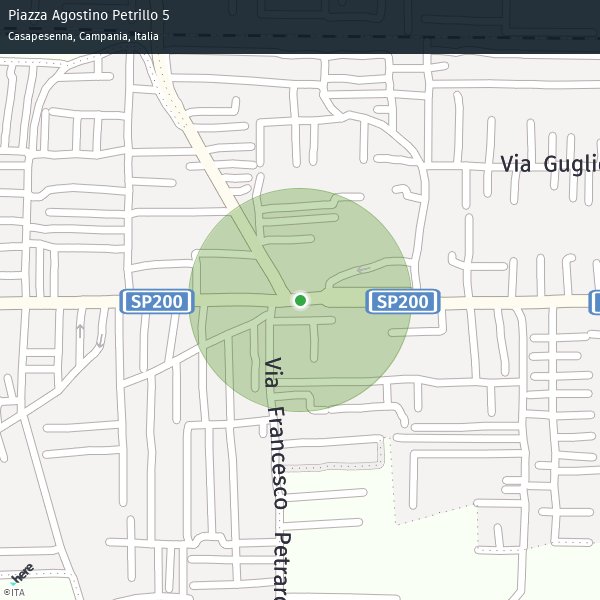 Piazza Agostino Petrillo 5
Casapesenna, Campania, Italia
Via Guglie
SP200
SP200
Via Francesco Petrarc
here
©ITA